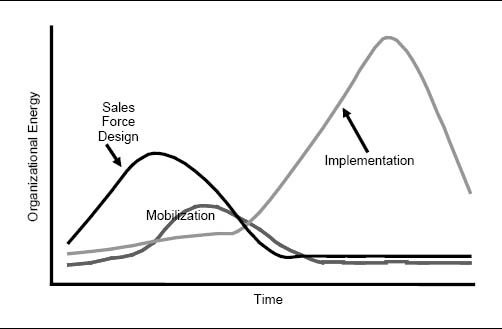 Organizational Energy
Sales
Force
Design
Mobilization
Implementation
Time